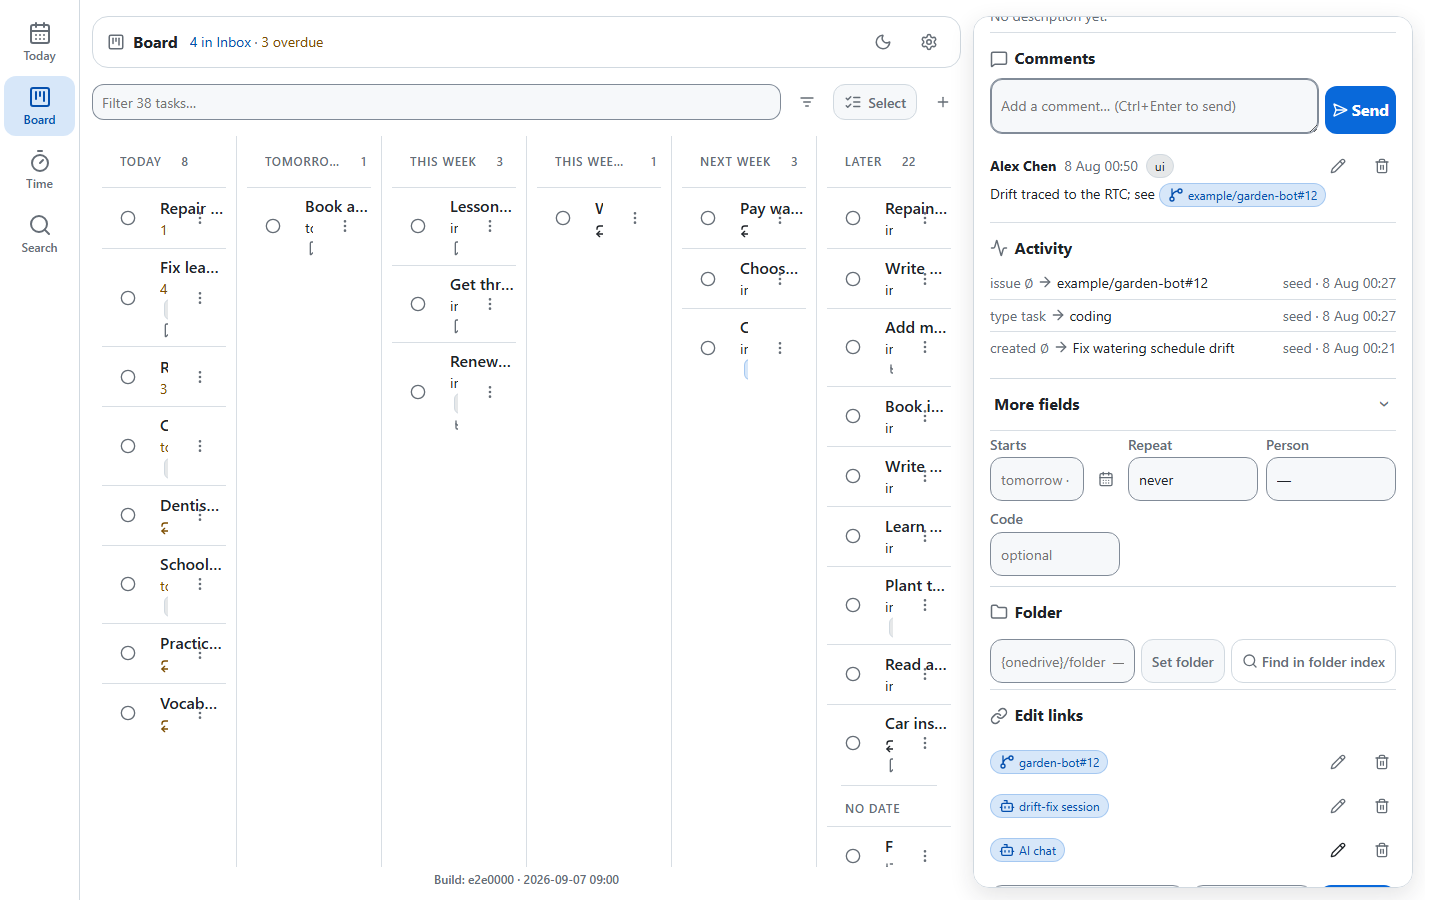 Today
Board
Time
Search
Board
4 in Inbox · 3 overdue
Filter 38 tasks...
Select
TODAY 8
Repair ...
1
Fix lea...
4
R
3
C
Dentis...
School...
Practic...
Vocab...
TOMORRO... 1
Book a...
THIS WEEK 3
Lesson...
Get thr...
Renew...
THIS WEE... 1
NEXT WEEK 3
Pay wa...
Choos...
C
LATER 22
Repain...
Write ...
Add m...
Book i...
Write ...
Learn ...
Plant t...
Read a...
Car ins...
NO DATE
F
Build: e2e0000 · 2026-09-07 09:00
No description yet.
Comments
Add a comment... (Ctrl+Enter to send)
Send
Alex Chen 8 Aug 00:50 ui
Drift traced to the RTC; see example/garden-bot#12
Activity
issue ∅ → example/garden-bot#12 seed · 8 Aug 00:27
type task → coding seed · 8 Aug 00:27
created ∅ → Fix watering schedule drift seed · 8 Aug 00:21
More fields
Starts Repeat Person
tomorrow · never —
Code
optional
Folder
{onedrive}/folder — Set folder Find in folder index
Edit links
garden-bot#12
drift-fix session
AI chat